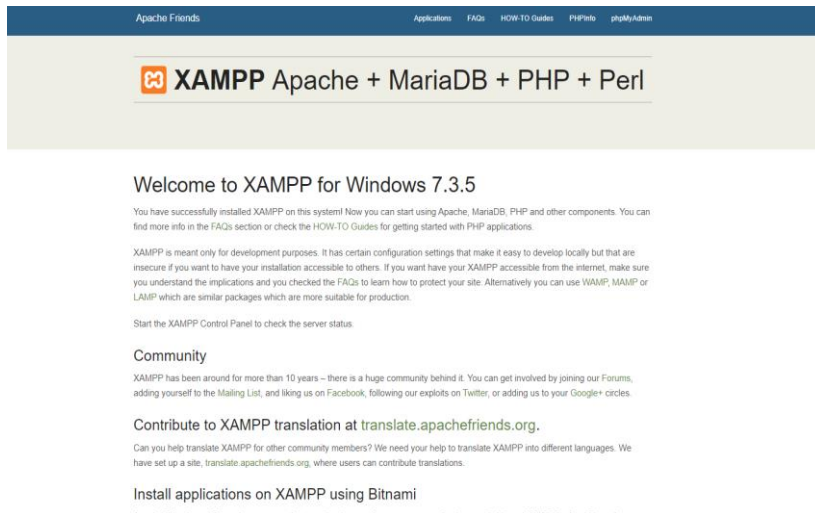 Apache Friends
Applications FAQs HOW-TO Guides PHPInfo phpMyAdmin
XAMPP Apache + MariaDB + PHP + Perl
Welcome to XAMPP for Windows 7.3.5
You have successfully installed XAMPP on this system! Now you can start using Apache, MariaDB, PHP and other components. You can
find more info in the FAQs section or check the HOW-TO Guides for getting started with PHP applications.
XAMPP is meant only for development purposes. It has certain configuration settings that make it easy to develop locally but that are
insecure if you want to have your installation accessible to others. If you want have your XAMPP accessible from the internet, make sure
you understand the implications and you checked the FAQs to learn how to protect your site. Alternatively you can use WAMP, MAMP or
LAMP which are similar packages which are more suitable for production.
Start the XAMPP Control Panel to check the server status.
Community
XAMPP has been around for more than 10 years – there is a huge community behind it. You can get involved by joining our Forums,
adding yourself to the Mailing List, and liking us on Facebook, following our exploits on Twitter, or adding us to your Google+ circles.
Contribute to XAMPP translation at translate.apachefriends.org.
Can you help translate XAMPP for other community members? We need your help to translate XAMPP into different languages. We
have set up a site, translate.apachefriends.org, where users can contribute translations.
Install applications on XAMPP using Bitnami